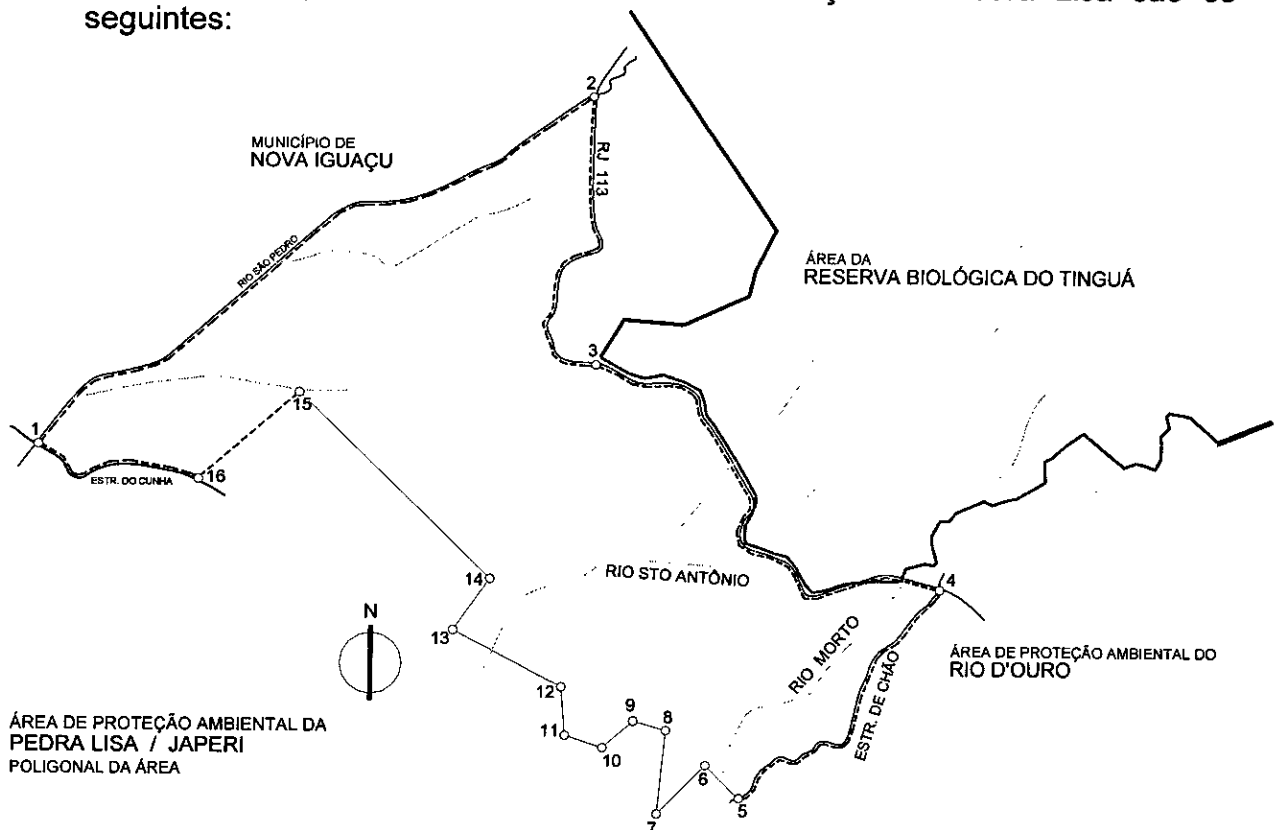 seguintes:
2
MUNICÍPIO DE
NOVA IGUAÇU
RJ 113
RIO SÃO PEDRO
ÁREA DA
RESERVA BIOLÓGICA DO TINGUÁ
3
15
1
16
ESTR. DO CUNHA
14
RIO STO ANTÔNIO
4
N
13
RIO MORTO
ESTR. DE CHÃO
ÁREA DE PROTEÇÃO AMBIENTAL DO
RIO D'OURO
12
9
8
11
10
ÁREA DE PROTEÇÃO AMBIENTAL DA
PEDRA LISA / JAPERI
POLIGONAL DA ÁREA
6
5
7